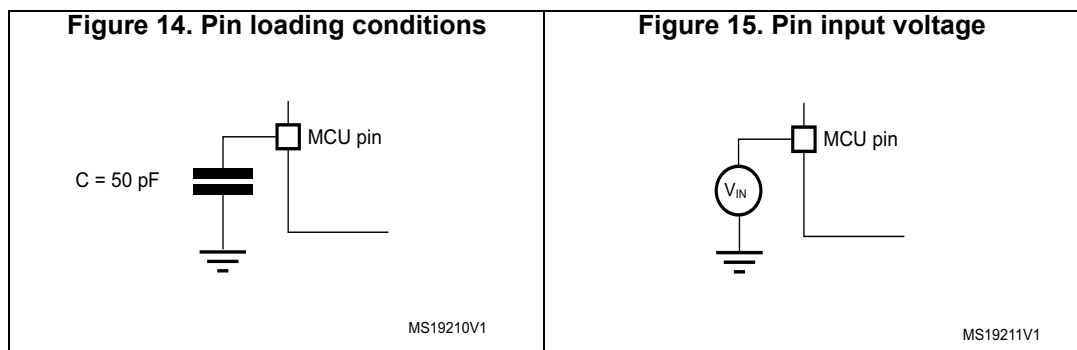 Figure 14. Pin loading conditions
MCU pin
C = 50 pF
MS19210V1
Figure 15. Pin input voltage
MCU pin
VIN
MS19211V1